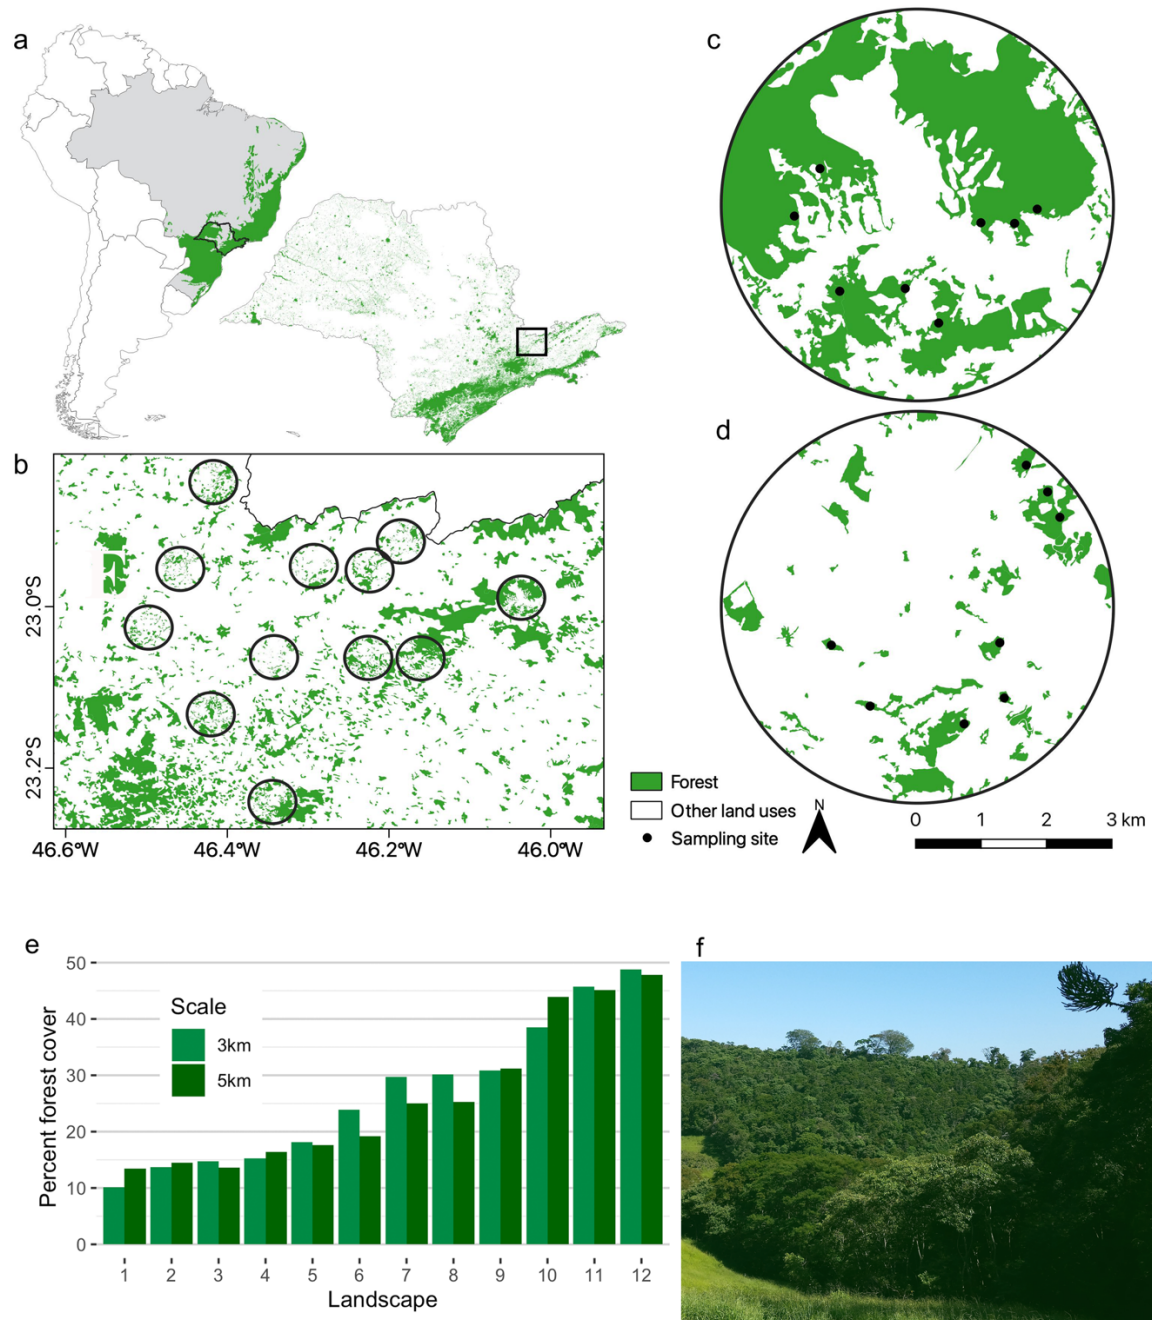 a
b
23.0°S
23.2°S
46.6°W
46.4°W
46.2°W
46.0°W
c
d
Forest
Other land uses
Sampling site
N
0
1
2
3 km
e
Percent forest cover
50
40
30
20
10
0
Scale
3km
5km
1
2
3
4
5
6
7
8
9
10
11
12
Landscape
f